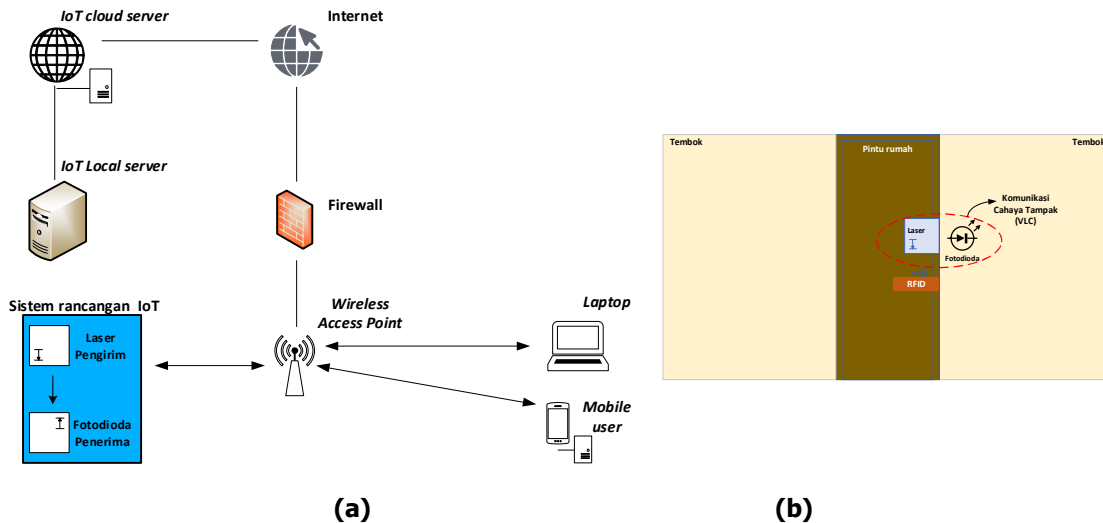 IoT cloud server
Internet
IoT Local server
Firewall
Sistem rancangan IoT
Laser
Pengirim
Fotodioda
Penerima
Wireless
Access Point
Laptop
Mobile
user
(a)
Tembok
Pintu rumah
Tembok
Laser
Fotodioda
Komunikasi
Cahaya Tampak
(VLC)
RFID
(b)